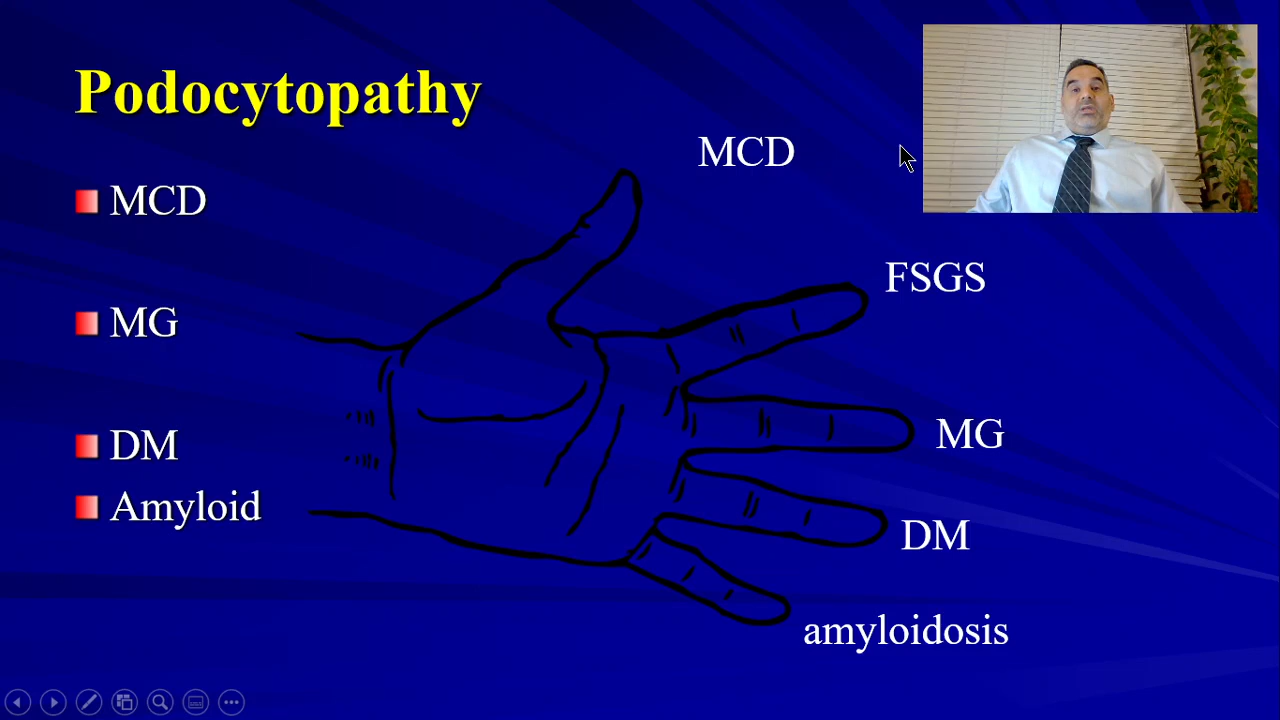 Podocytopathy
MCD
MG
DM
Amyloid
MCD
FSGS
MG
DM
amyloidosis